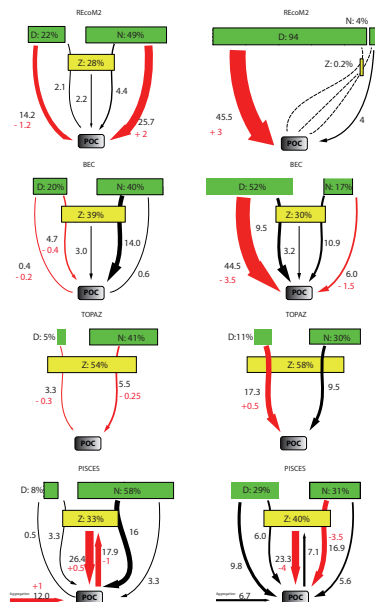 REcoM2
D: 22%
N: 49%
Z: 28%
2.1
2.2
4.4
14.2
- 1.2
25.7
+ 2
POC
REcoM2
N: 4%
D: 94
Z: 0.2%
45.5
+ 3
4
POC
BEC
D: 20%
N: 40%
Z: 39%
4.7
- 0.4
3.0
14.0
0.4
- 0.2
0.6
POC
BEC
D: 52%
N: 17%
Z: 30%
9.5
3.2
10.9
44.5
- 3.5
6.0
- 1.5
POC
TOPAZ
D: 5%
N: 41%
Z: 54%
3.3
- 0.3
5.5
- 0.25
POC
TOPAZ
D:11%
N: 30%
Z: 58%
17.3
+0.5
9.5
POC
PISCES
D: 8%
N: 58%
Z: 33%
0.5
3.3
26.4
+0.5
17.9
-1
16
3.3
+1
Aggregation
12.0
POC
PISCES
D: 29%
N: 31%
Z: 40%
6.0
-3.5
16.9
7.1
23.3
-4
9.8
5.6
Aggregation
6.7
POC